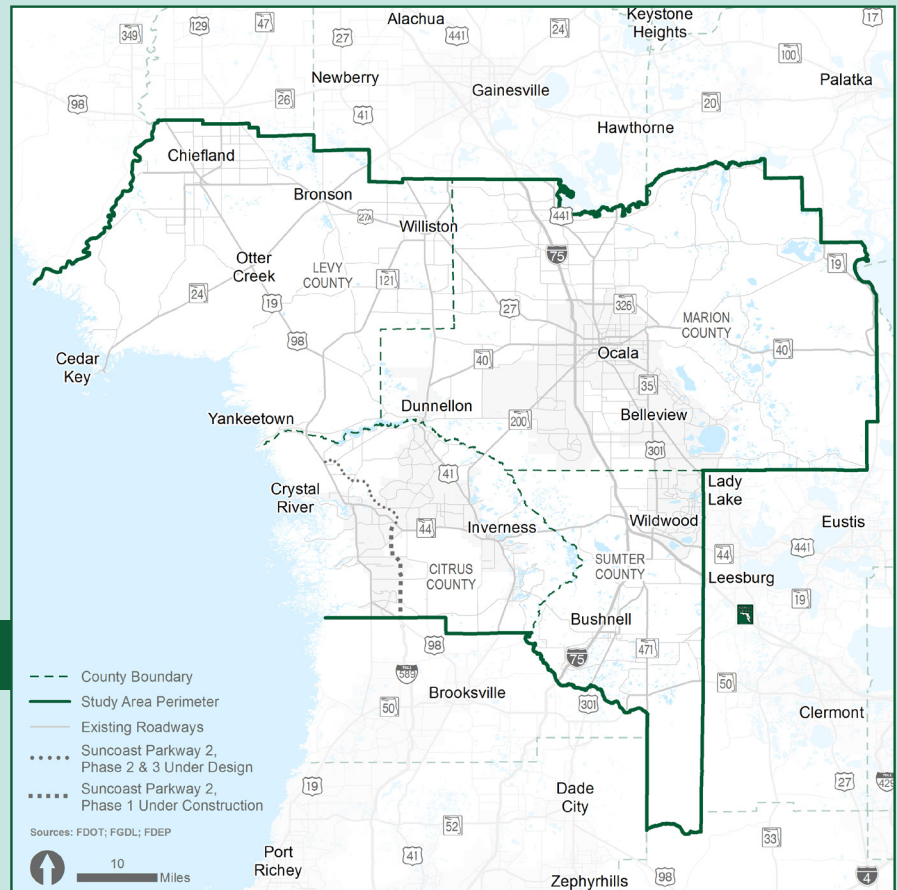 Alachua
Keystone
Heights
17
349
129
47
27
441
24
100
Newberry
Gainesville
Palatka
98
26
41
20
Hawthorne
Chiefland
Bronson
27A
Williston
441
75
Otter
Creek
LEVY
COUNTY
121
19
24
19
27
326
MARION
COUNTY
98
Cedar
Key
40
Ocala
40
35
Yankeetown
Dunnellon
200
Belleview
301
41
Crystal
River
Lady
Lake
44
Inverness
Wildwood
Eustis
441
44
SUMTER
COUNTY
CITRUS
COUNTY
Leesburg
19
Bushnell
98
75
471
589
50
Brooksville
301
50
Clermont
County Boundary
Study Area Perimeter
Existing Roadways
Suncoast Parkway 2,
Phase 2 & 3 Under Design
Suncoast Parkway 2,
Phase 1 Under Construction
Sources: FDOT; FGDL; FDEP
10
Miles
19
Dade
City
27
429
52
33
41
Port
Richey
Zephyrhills
98
4